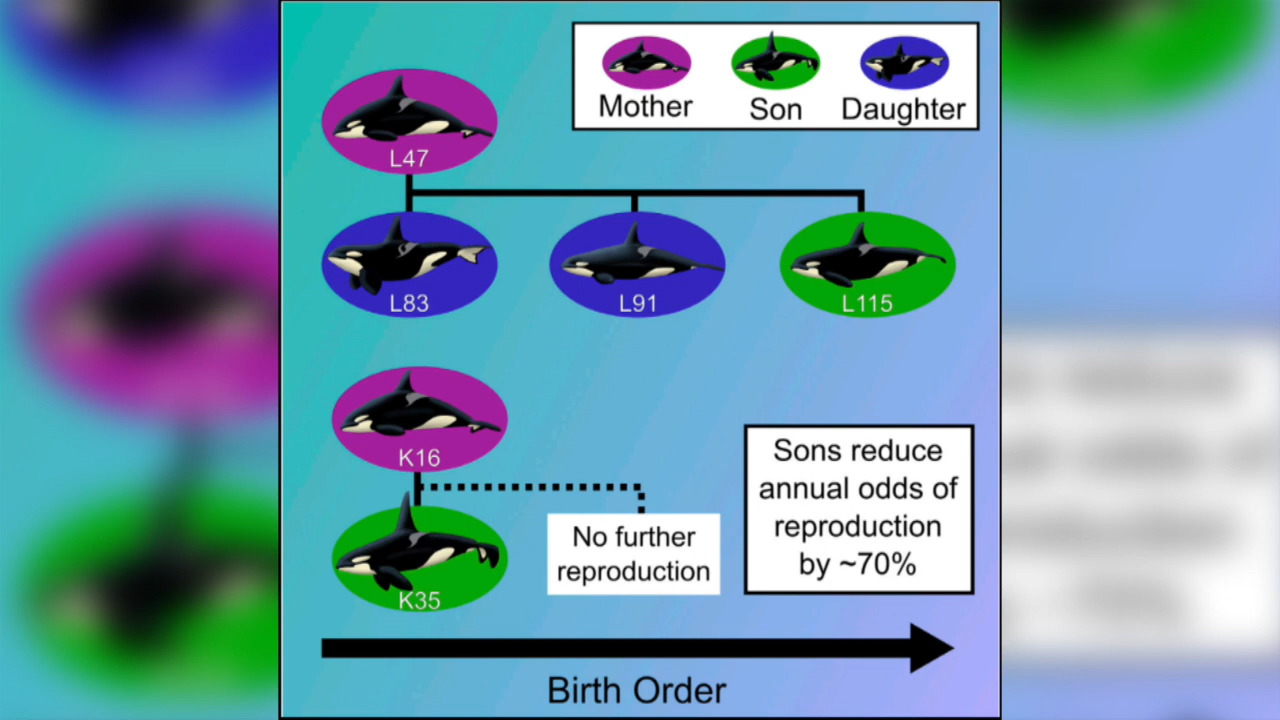 Mother
Son
Daughter
L47
L83
L91
L115
K16
No further
reproduction
K35
Sons reduce
annual odds of
reproduction
by ~70%
Birth Order